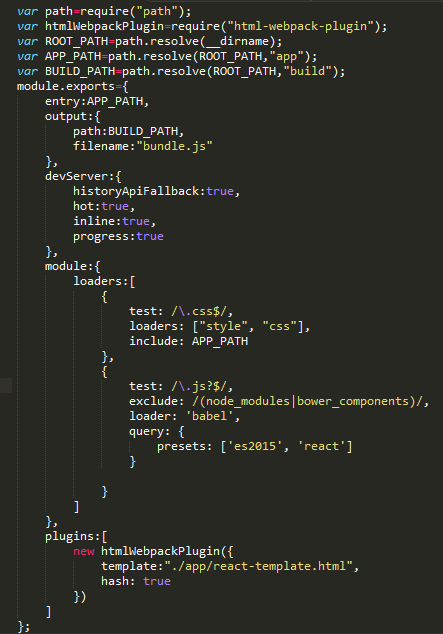 var path=require("path");
var htmlWebpackPlugin=require("html-webpack-plugin");
var ROOT_PATH=path.resolve(__dirname);
var APP_PATH=path.resolve(ROOT_PATH,"app");
var BUILD_PATH=path.resolve(ROOT_PATH,"build");
module.exports={
    entry:APP_PATH,
    output:{
        path:BUILD_PATH,
        filename:"bundle.js"
    },
    devServer:{
        historyApiFallback:true,
        hot:true,
        inline:true,
        progress:true
    },
    module:{
        loaders:[
            {
                test: /\.css$/,
                loaders: ["style", "css"],
                include: APP_PATH
            },
            {
                test: /\.js?$/,
                exclude: /(node_modules|bower_components)/,
                loader: 'babel',
                query: {
                    presets: ['es2015', 'react']
                }

            }
        ]
    },
    plugins:[
        new htmlWebpackPlugin({
            template:"./app/react-template.html",
            hash: true
        })
    ]
};